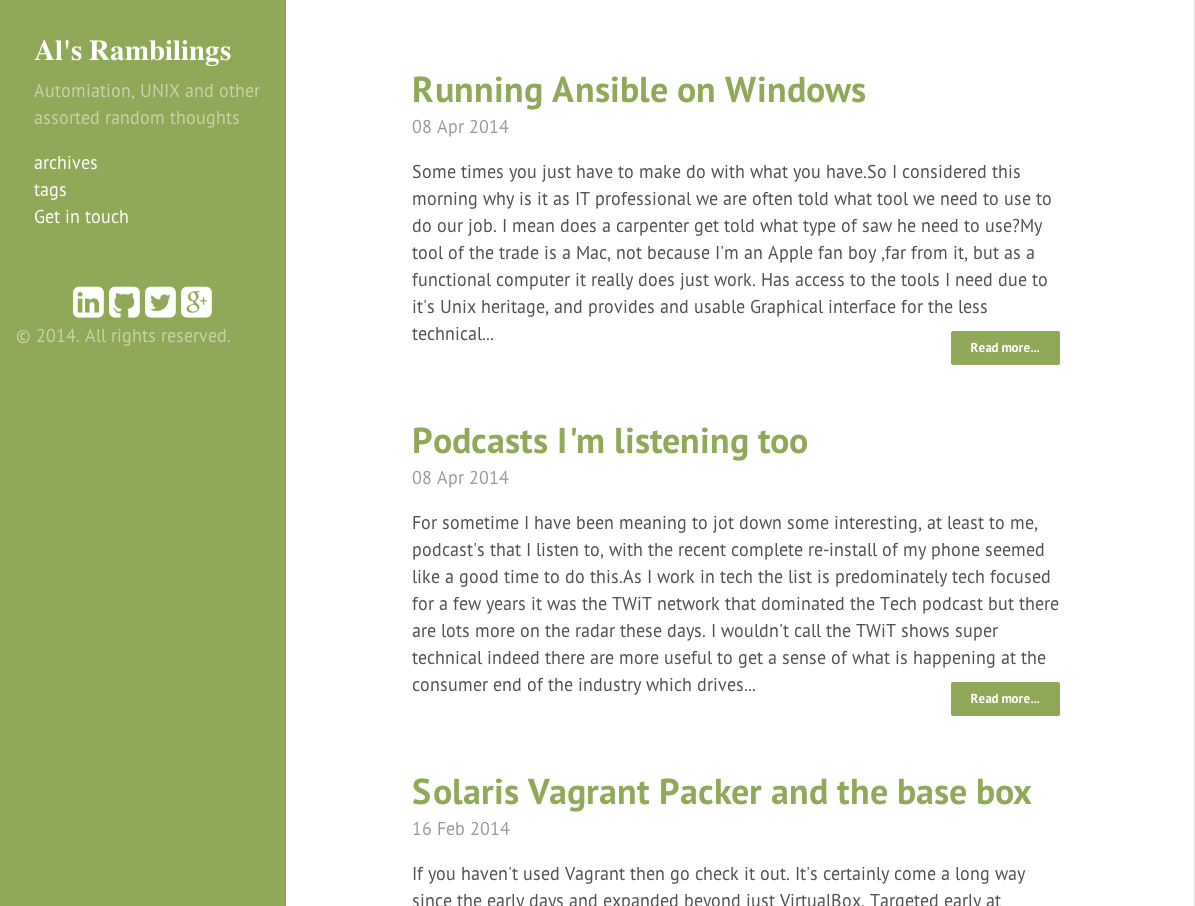 Al's Rambilings
Automiation, UNIX and other
assorted random thoughts
archives
tags
Get in touch
© 2014. All rights reserved.
Running Ansible on Windows
08 Apr 2014
Some times you just have to make do with what you have.So I considered this
morning why is it as IT professional we are often told what tool we need to use to
do our job. I mean does a carpenter get told what type of saw he need to use?My
tool of the trade is a Mac, not because I'm an Apple fan boy ,far from it, but as a
functional computer it really does just work. Has access to the tools I need due to
it's Unix heritage, and provides and usable Graphical interface for the less
technical...
Read more...
Podcasts I'm listening too
08 Apr 2014
For sometime I have been meaning to jot down some interesting, at least to me,
podcast's that I listen to, with the recent complete re-install of my phone seemed
like a good time to do this.As I work in tech the list is predominately tech focused
for a few years it was the TWiT network that dominated the Tech podcast but there
are lots more on the radar these days. I wouldn't call the TWiT shows super
technical indeed there are more useful to get a sense of what is happening at the
consumer end of the industry which drives...
Read more...
Solaris Vagrant Packer and the base box
16 Feb 2014
If you haven't used Vagrant then go check it out. It's certainly come a long way
since the early days and expanded beyond just VirtualBox. Targeted early at